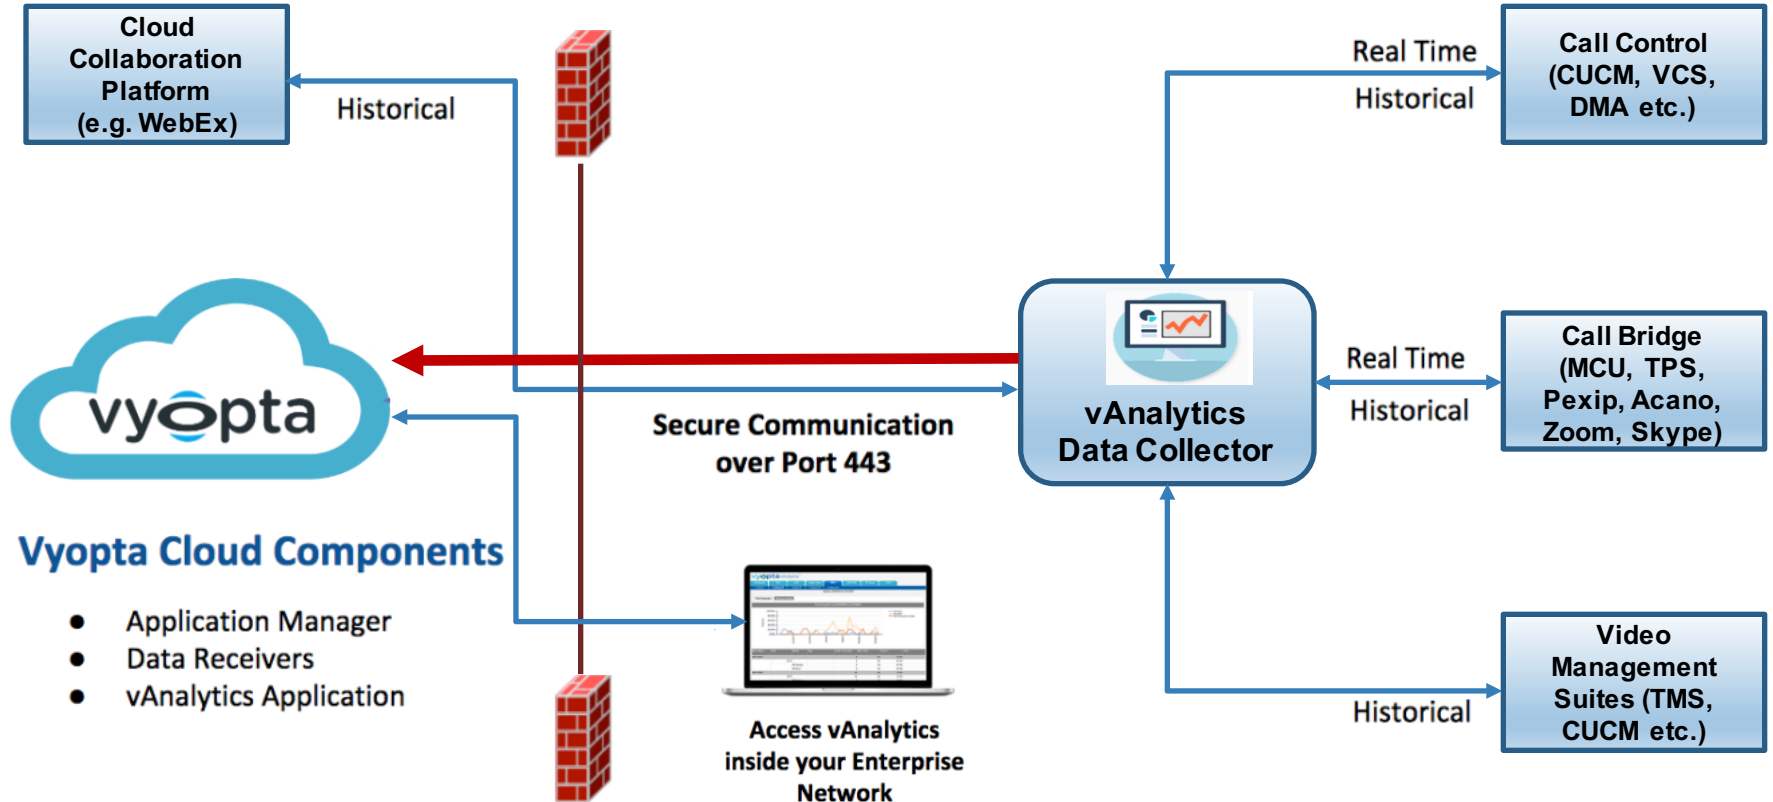 Cloud
Collaboration
Platform
(e.g. WebEx)
Historical
Real Time
Historical
Call Control
(CUCM, VCS,
DMA etc.)
vyopta
Secure Communication
over Port 443
vAnalytics
Data Collector
Real Time
Historical
Call Bridge
(MCU, TPS,
Pexip, Acano,
Zoom, Skype)
Vyopta Cloud Components
● Application Manager
● Data Receivers
● vAnalytics Application
vyopta
Access vAnalytics
inside your Enterprise
Network
Historical
Video
Management
Suites (TMS,
CUCM etc.)